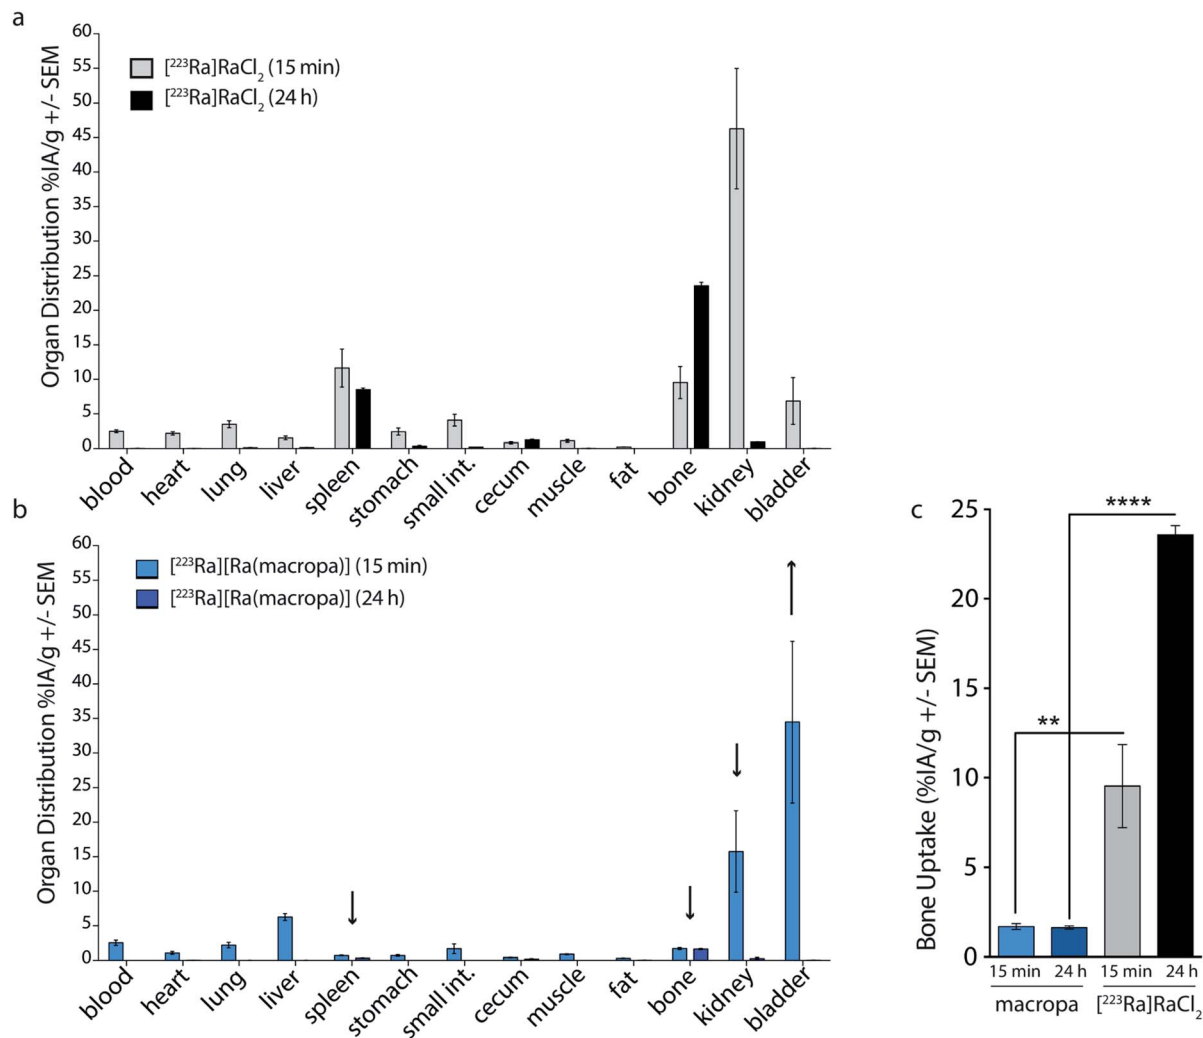 a
Organ Distribution %IA/g +/- SEM
60
55
50
45
40
35
30
25
20
15
10
5
0
[²²³Ra]RaCl₂ (15 min)
[²²³Ra]RaCl₂ (24 h)
blood
heart
lung
liver
spleen
stomach
small int.
cecum
muscle
fat
bone
kidney
bladder
b
Organ Distribution %IA/g +/- SEM
60
55
50
45
40
35
30
25
20
15
10
5
0
[²²³Ra][Ra(macropa)] (15 min)
[²²³Ra][Ra(macropa)] (24 h)
blood
heart
lung
liver
spleen
stomach
small int.
cecum
muscle
fat
bone
kidney
bladder
c
Bone Uptake (%IA/g +/- SEM)
25
20
15
10
5
0
****
**
15 min 24 h 15 min 24 h
macropa [²²³Ra]RaCl₂